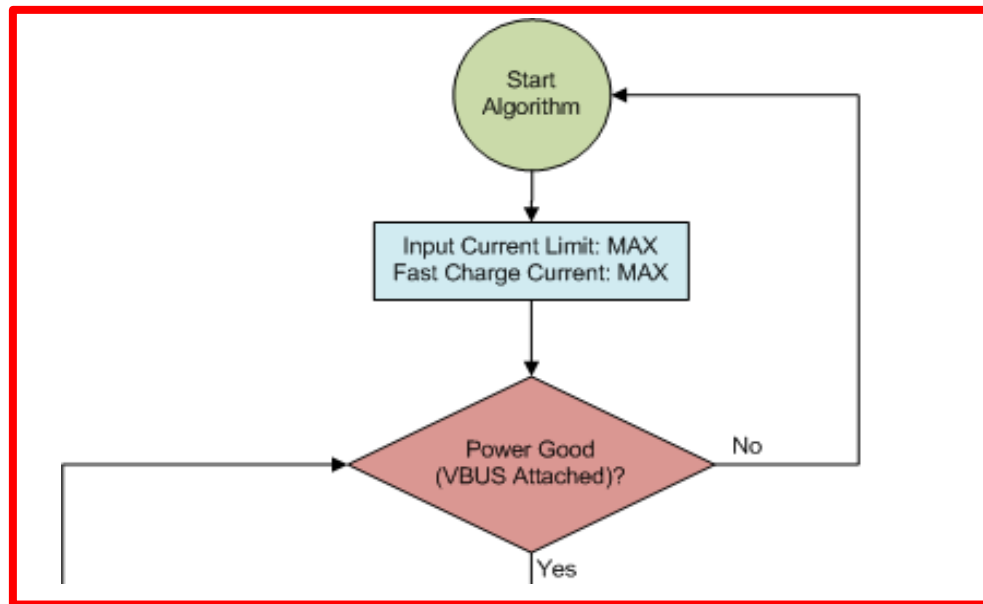 Start
Algorithm
Input Current Limit: MAX
Fast Charge Current: MAX
Power Good
(VBUS Attached)?
No
Yes